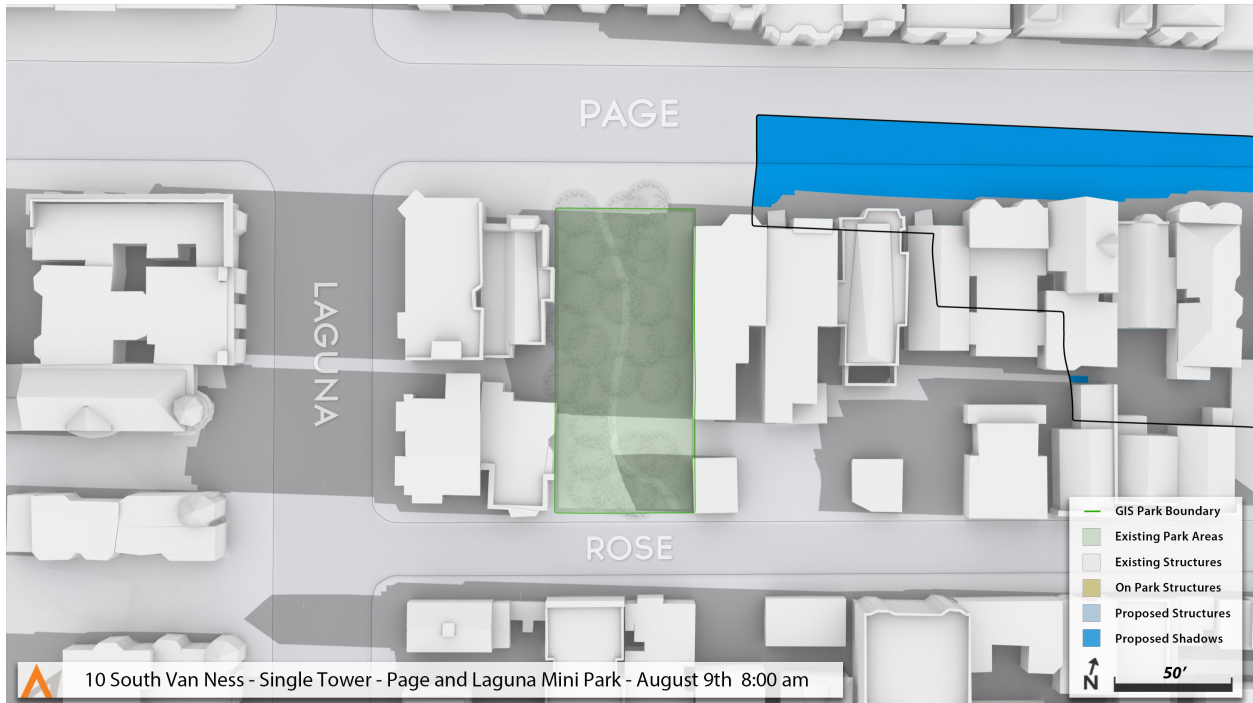 PAGE
LAGUNA
ROSE
GIS Park Boundary
Existing Park Areas
Existing Structures
On Park Structures
Proposed Structures
Proposed Shadows
N
50'
10 South Van Ness - Single Tower - Page and Laguna Mini Park - August 9th 8:00 am